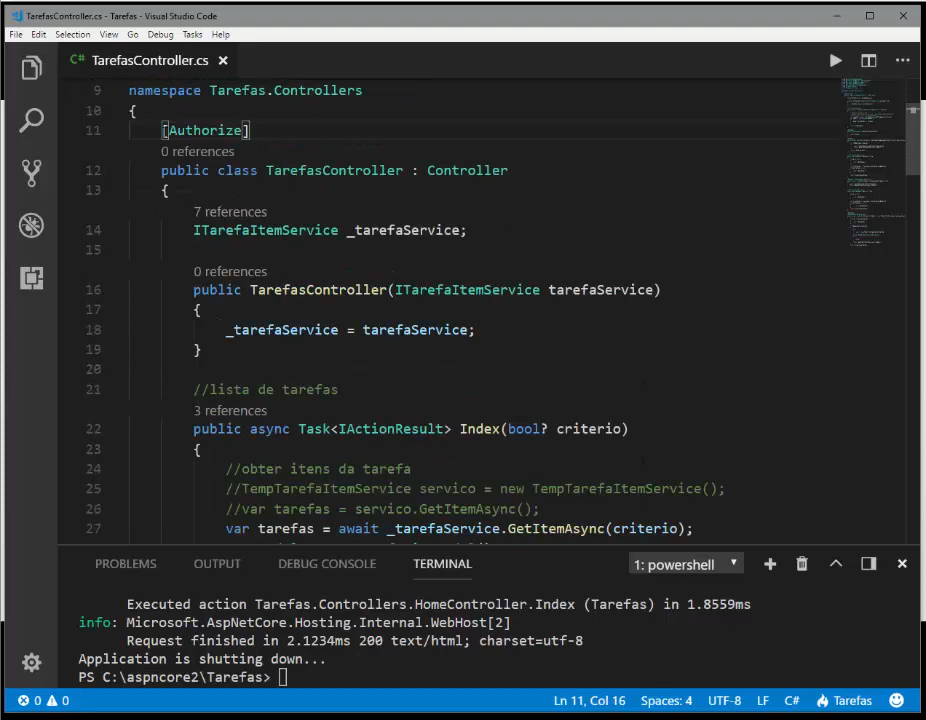 TarefasController.cs - Tarefas - Visual Studio Code
File Edit Selection View Go Debug Tasks Help
C# TarefasController.cs
9 namespace Tarefas.Controllers
10 {
11 [Authorize]
0 references
12 public class TarefasController : Controller
13 {
7 references
14 ITarefaItemService _tarefaService;
15
0 references
16 public TarefasController(ITarefaItemService tarefaService)
17 {
18 _tarefaService = tarefaService;
19 }
20
21 //lista de tarefas
3 references
22 public async Task<IActionResult> Index(bool? criterio)
23 {
24 //obter itens da tarefa
25 //TempTarefaItemService servico = new TempTarefaItemService();
26 //var tarefas = servico.GetItemAsync();
27 var tarefas = await _tarefaService.GetItemAsync(criterio);
PROBLEMS OUTPUT DEBUG CONSOLE TERMINAL 1: powershell
Executed action Tarefas.Controllers.HomeController.Index (Tarefas) in 1.8559ms
info: Microsoft.AspNetCore.Hosting.Internal.WebHost[2]
Request finished in 2.1234ms 200 text/html; charset=utf-8
Application is shutting down...
PS C:\aspncore2\Tarefas>
0 0 Ln 11, Col 16 Spaces: 4 UTF-8 LF C# Tarefas